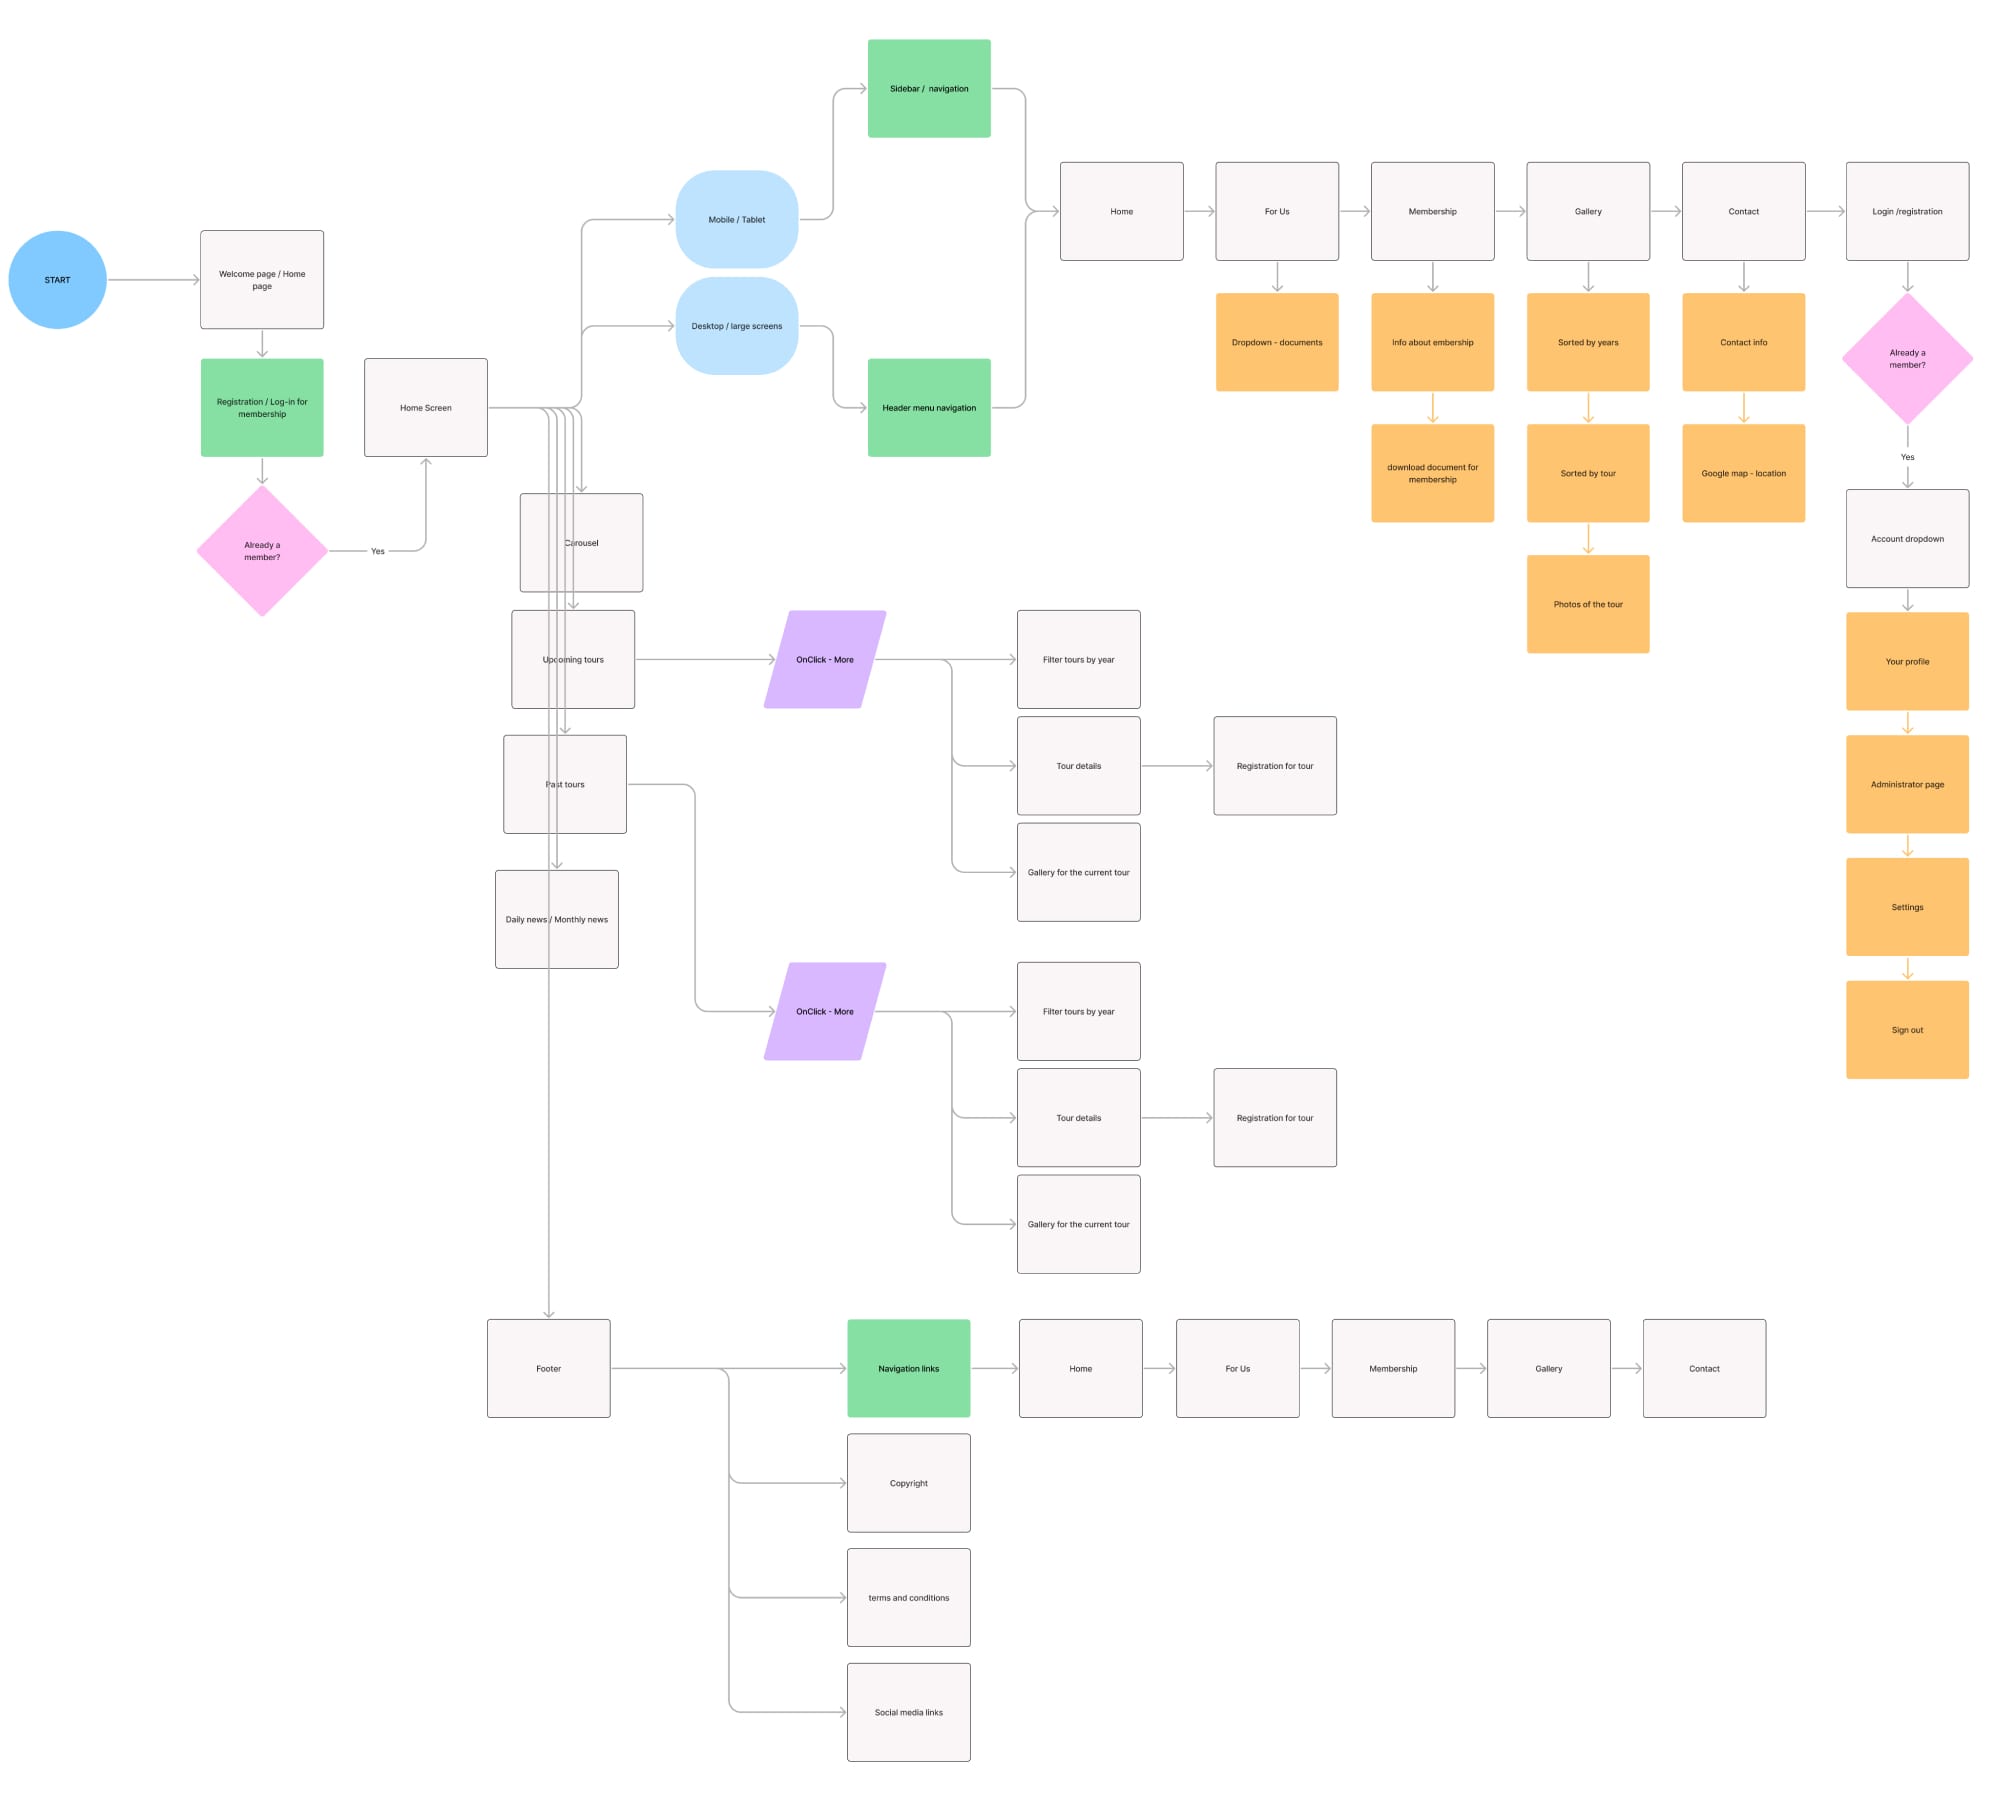 START
Welcome page / Home
page
Registration / Log-in for
membership
Already a
member?
Yes
Home Screen
Mobile / Tablet
Desktop / large screens
Sidebar /  navigation
Header menu navigation
Home
For Us
Membership
Gallery
Contact
Login /registration
Dropdown - documents
Info about embership
Sorted by years
Contact info
Already a
member?
download document for
membership
Sorted by tour
Google map - location
Yes
Photos of the tour
Account dropdown
Your profile
Administrator page
Settings
Sign out
Carousel
Upcoming tours
OnClick - More
Filter tours by year
Tour details
Registration for tour
Gallery for the current tour
Past tours
Daily news / Monthly news
OnClick - More
Filter tours by year
Tour details
Registration for tour
Gallery for the current tour
Footer
Navigation links
Home
For Us
Membership
Gallery
Contact
Copyright
terms and conditions
Social media links